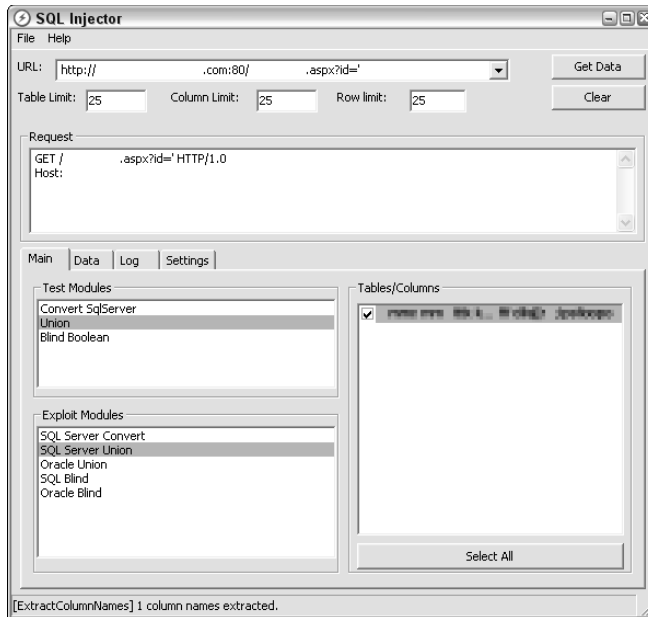 SQL Injector
File Help
URL: http:// .com:80/ .aspx?id=' Get Data
Table Limit: 25 Column Limit: 25 Row limit: 25 Clear
Request
GET / .aspx?id=' HTTP/1.0
Host:
Main Data Log Settings
Test Modules
Convert SqlServer
Union
Blind Boolean
Exploit Modules
SQL Server Convert
SQL Server Union
Oracle Union
SQL Blind
Oracle Blind
Tables/Columns
Select All
[ExtractColumnNames] 1 column names extracted.